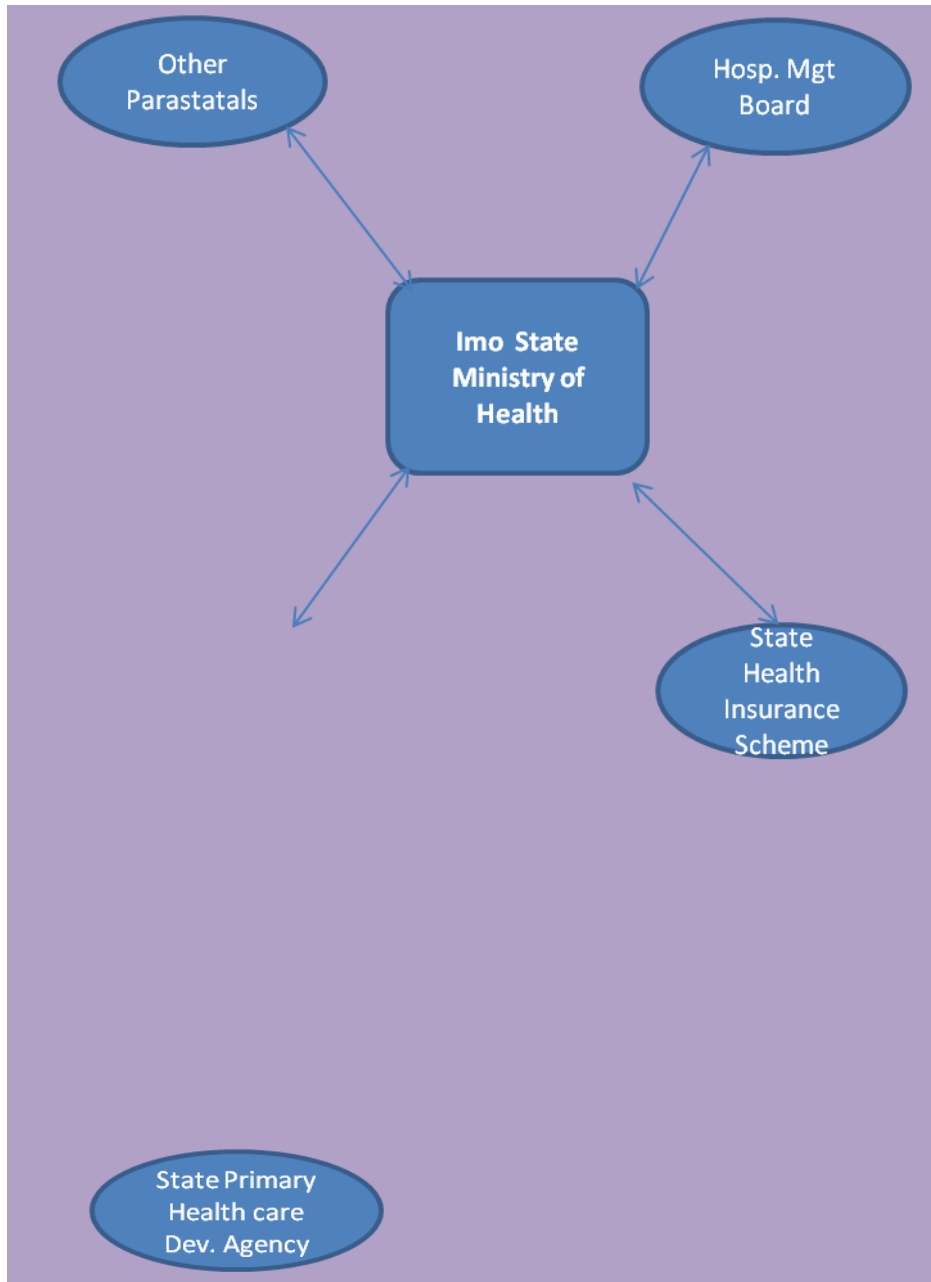 Other
Parastatals
Hosp. Mgt
Board
Imo State
Ministry of
Health
State
Health
Insurance
Scheme
State Primary
Health care
Dev. Agency